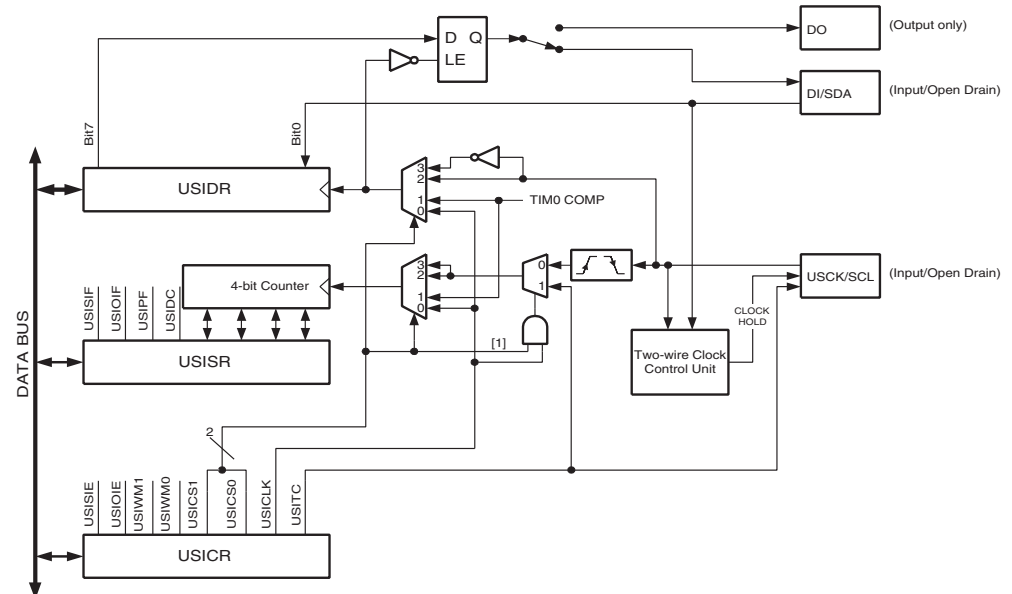 D Q
LE
DO
(Output only)
DI/SDA
(Input/Open Drain)
Bit7
Bit0
USIDR
3
2
1
0
TIM0 COMP
4-bit Counter
3
2
1
0
0
1
USCK/SCL
(Input/Open Drain)
CLOCK
HOLD
Two-wire Clock
Control Unit
[1]
USISIF
USIOIF
USIPF
USIDC
USISR
DATA BUS
2
USISIE
USIOIE
USIWM1
USIWM0
USICS1
USICS0
USICLK
USITC
USICR